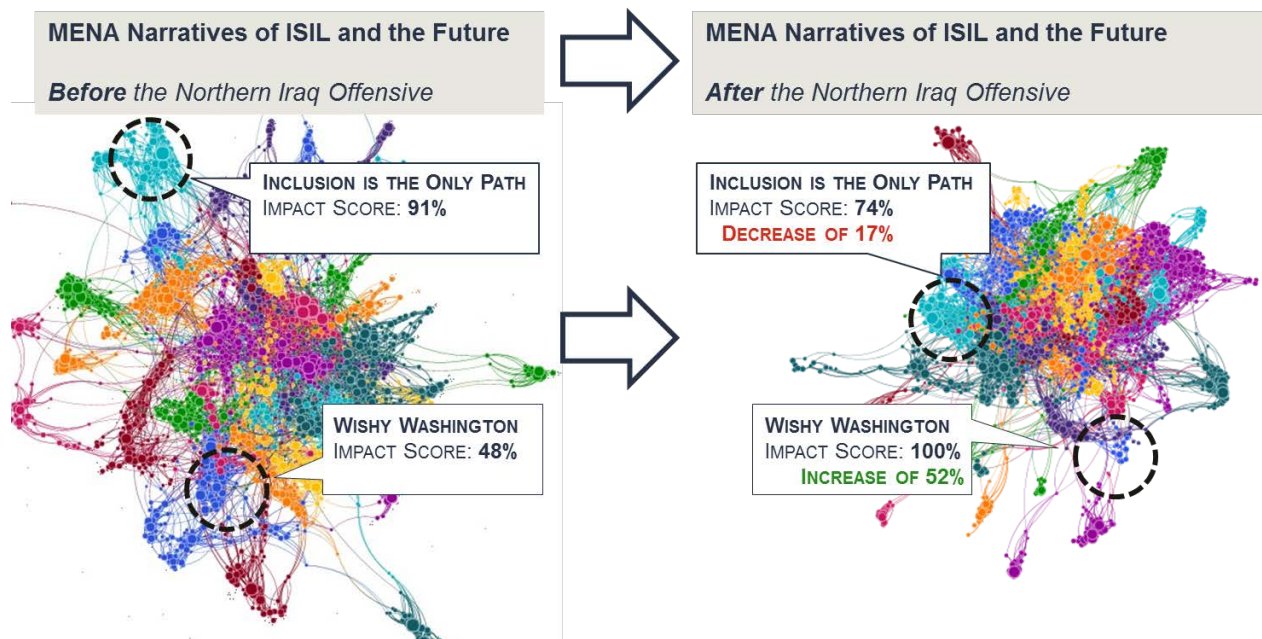 MENA Narratives of ISIL and the Future
Before the Northern Iraq Offensive
MENA Narratives of ISIL and the Future
After the Northern Iraq Offensive
INCLUSION IS THE ONLY PATH
IMPACT SCORE: 91%
WISHY WASHINGTON
IMPACT SCORE: 48%
INCLUSION IS THE ONLY PATH
IMPACT SCORE: 74%
DECREASE OF 17%
WISHY WASHINGTON
IMPACT SCORE: 100%
INCREASE OF 52%